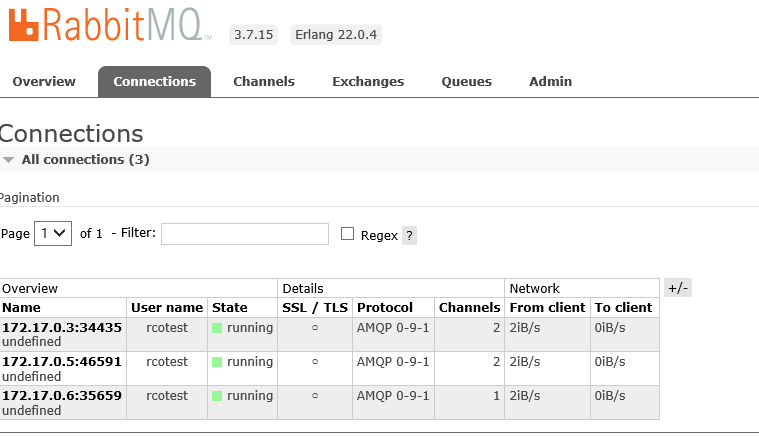 RabbitMQ™ 3.7.15 Erlang 22.0.4
Overview Connections Channels Exchanges Queues Admin
Connections
All connections (3)
Pagination
Page 1 of 1 - Filter: Regex ?
Overview Details Network +/-
Name User name State SSL / TLS Protocol Channels From client To client
172.17.0.3:34435 rcotest running ○ AMQP 0-9-1 2 2iB/s 0iB/s
undefined
172.17.0.5:46591 rcotest running ○ AMQP 0-9-1 2 2iB/s 0iB/s
undefined
172.17.0.6:35659 rcotest running ○ AMQP 0-9-1 1 2iB/s 0iB/s
undefined